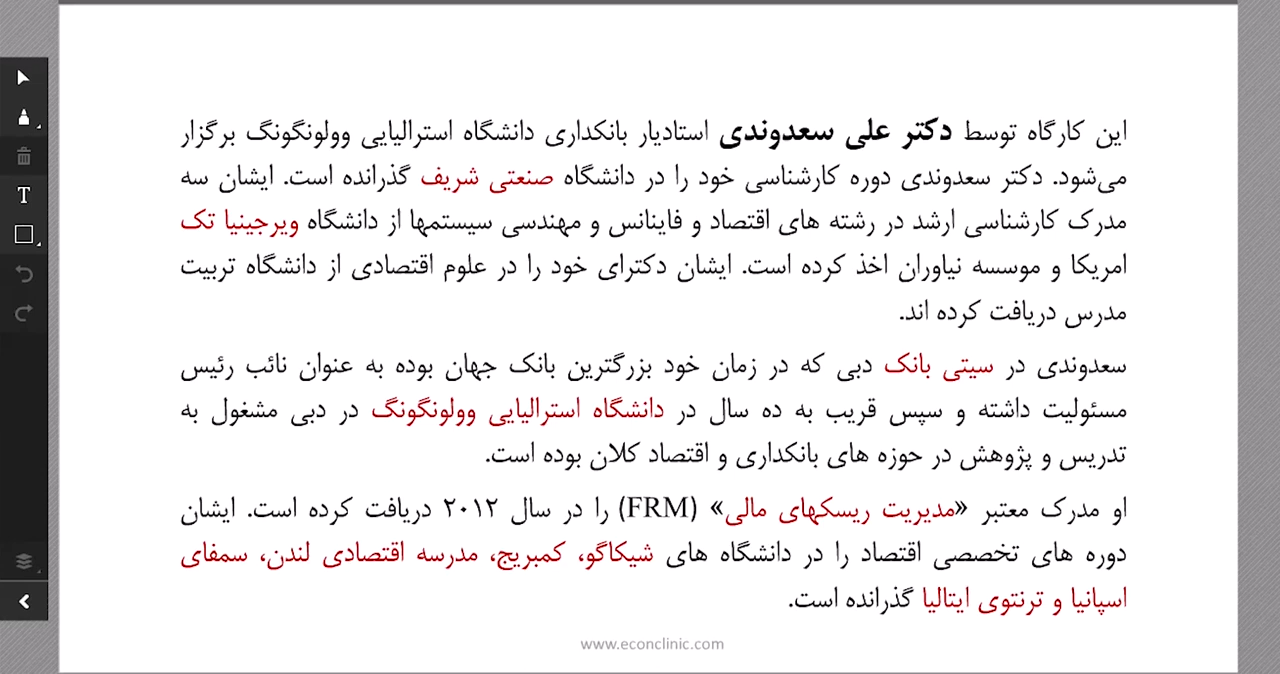 این کارگاه توسط دکتر علی سعدوندی استادیار بانکداری دانشگاه استرالیایی وولونگونگ برگزار
می‌شود. دکتر سعدوندی دوره کارشناسی خود را در دانشگاه صنعتی شریف گذرانده است. ایشان سه
مدرک کارشناسی ارشد در رشته های اقتصاد و فاینانس و مهندسی سیستمها از دانشگاه ویرجینیا تک
امریکا و موسسه نیاوران اخذ کرده است. ایشان دکترای خود را در علوم اقتصادی از دانشگاه تربیت
مدرس دریافت کرده اند.
سعدوندی در سیتی بانک دبی که در زمان خود بزرگترین بانک جهان بوده به عنوان نائب رئیس
مسئولیت داشته و سپس قریب به ده سال در دانشگاه استرالیایی وولونگونگ در دبی مشغول به
تدریس و پژوهش در حوزه های بانکداری و اقتصاد کلان بوده است.
او مدرک معتبر «مدیریت ریسکهای مالی» (FRM) را در سال ۲۰۱۲ دریافت کرده است. ایشان
دوره های تخصصی اقتصاد را در دانشگاه های شیکاگو، کمبریج، مدرسه اقتصادی لندن، سمفای
اسپانیا و ترنتوی ایتالیا گذرانده است.
www.econclinic.com